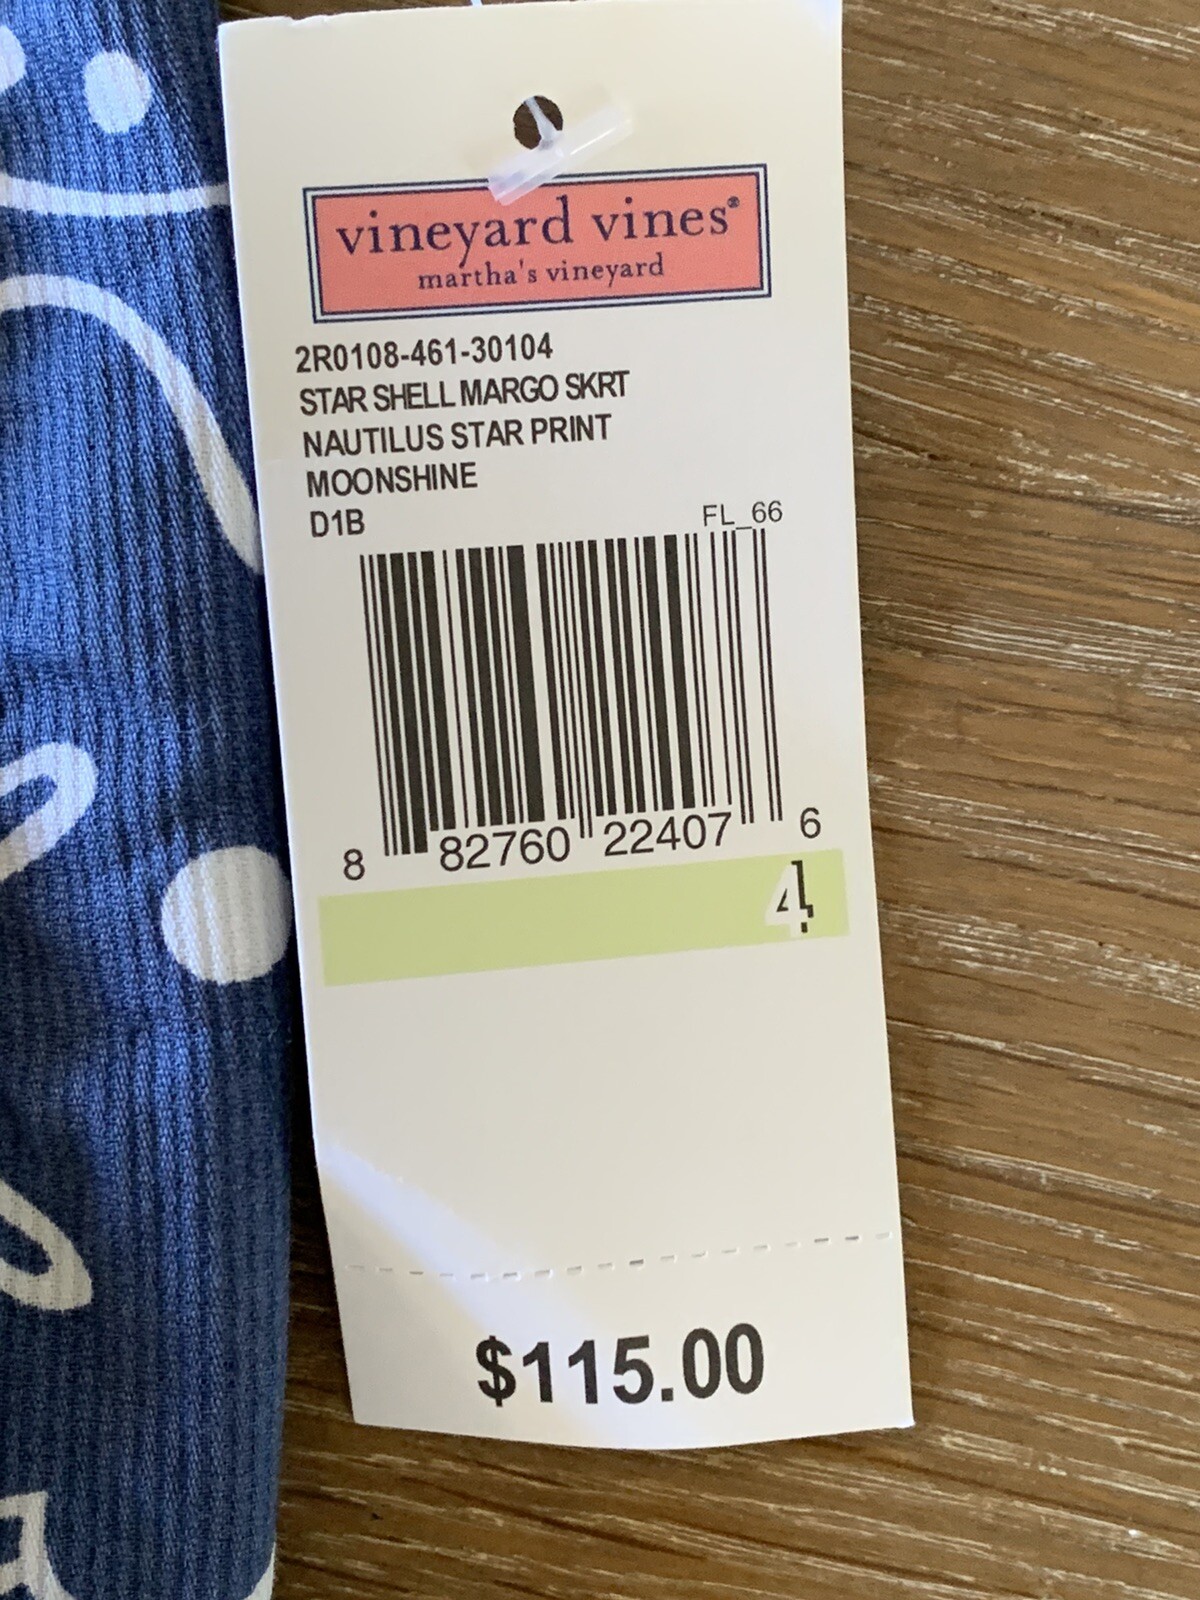 vineyard vines®
martha's vineyard
2R0108-461-30104
STAR SHELL MARGO SKRT
NAUTILUS STAR PRINT
MOONSHINE
D1B
FL_66
8 82760 22407 6
4
$115.00